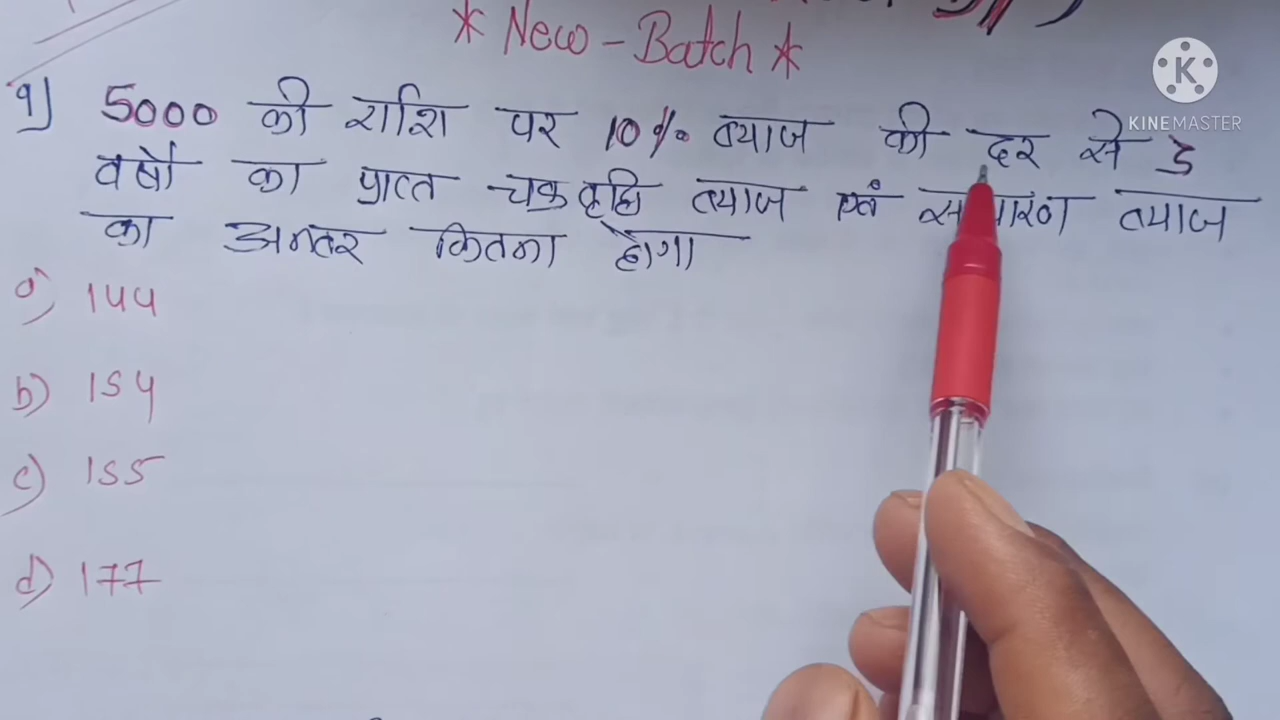 * New - Batch *
KINEMASTER
9) 5000 की राशि पर 10% ब्याज की दर से 3
वर्षो का प्राप्त चक्रवृद्धि ब्याज एवं साधारण ब्याज
का अन्तर कितना होगा
a) 144
b) 154
c) 155
d) 177